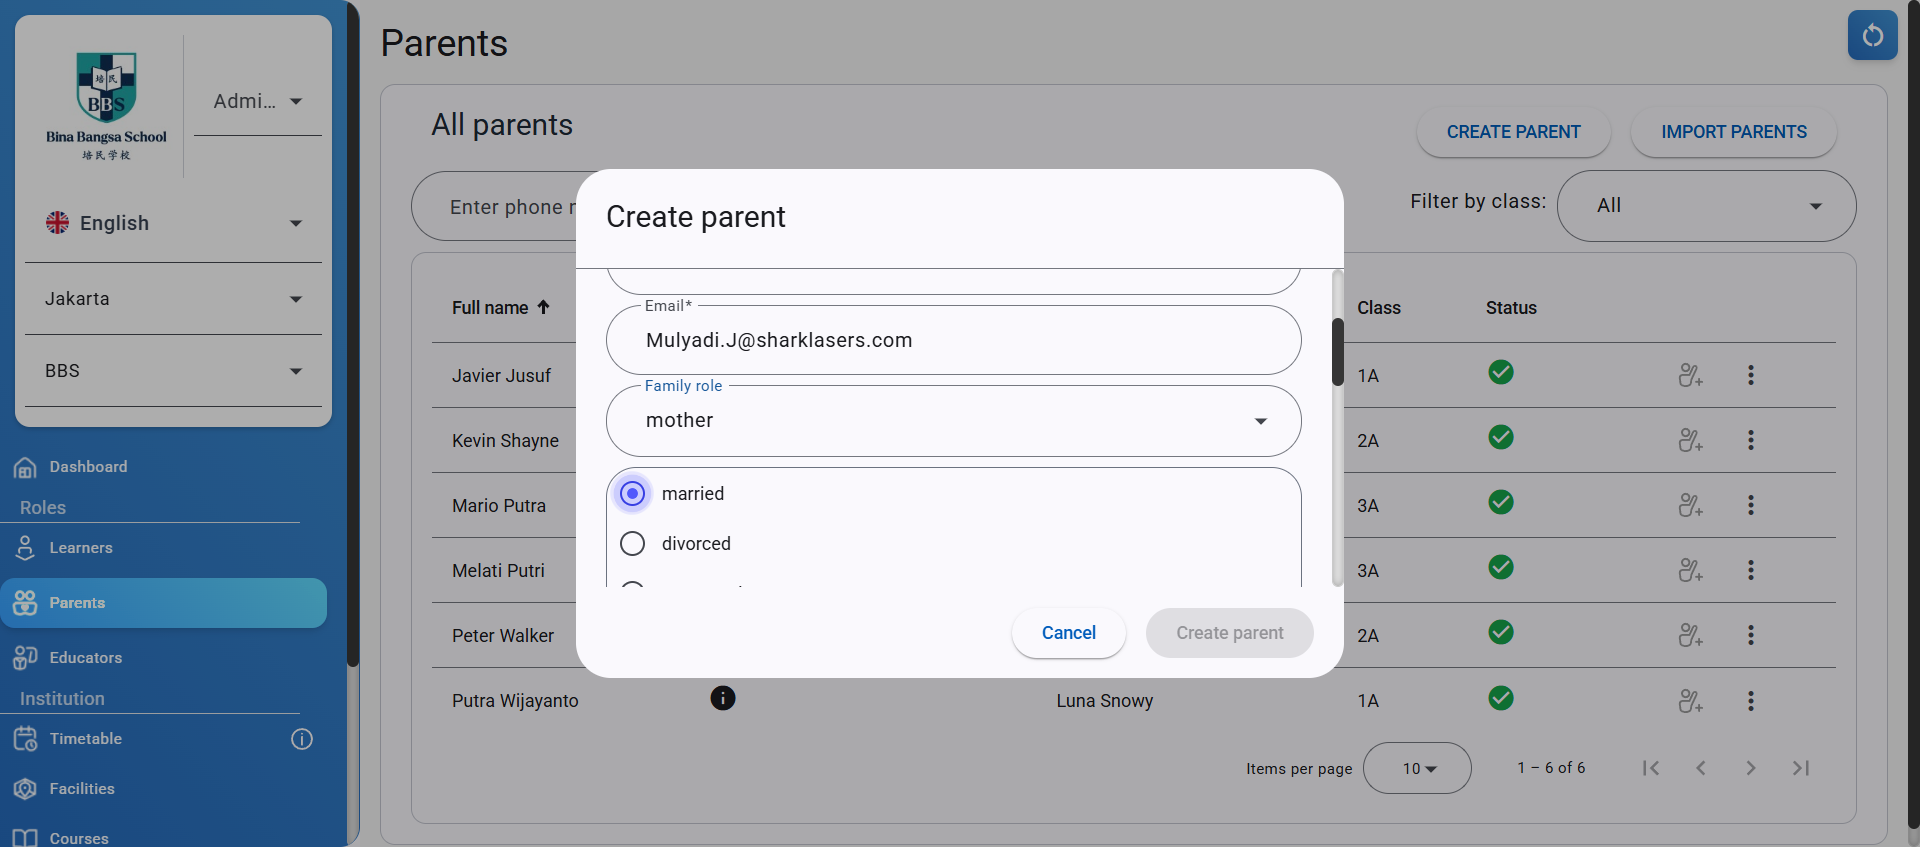 培民
BBS
Bina Bangsa School
培民学校
Admi...
English
Jakarta
BBS
Dashboard
Roles
Learners
Parents
Educators
Institution
Timetable
Facilities
Courses
Parents
All parents
CREATE PARENT
IMPORT PARENTS
Enter phone
Filter by class:
All
Full name
Class
Status
Javier Jusuf
1A
Kevin Shayne
2A
Mario Putra
3A
Melati Putri
3A
Peter Walker
2A
Putra Wijayanto
Luna Snowy
1A
Items per page
10
1 – 6 of 6
Create parent
Email*
Mulyadi.J@sharklasers.com
Family role
mother
married
divorced
Cancel
Create parent